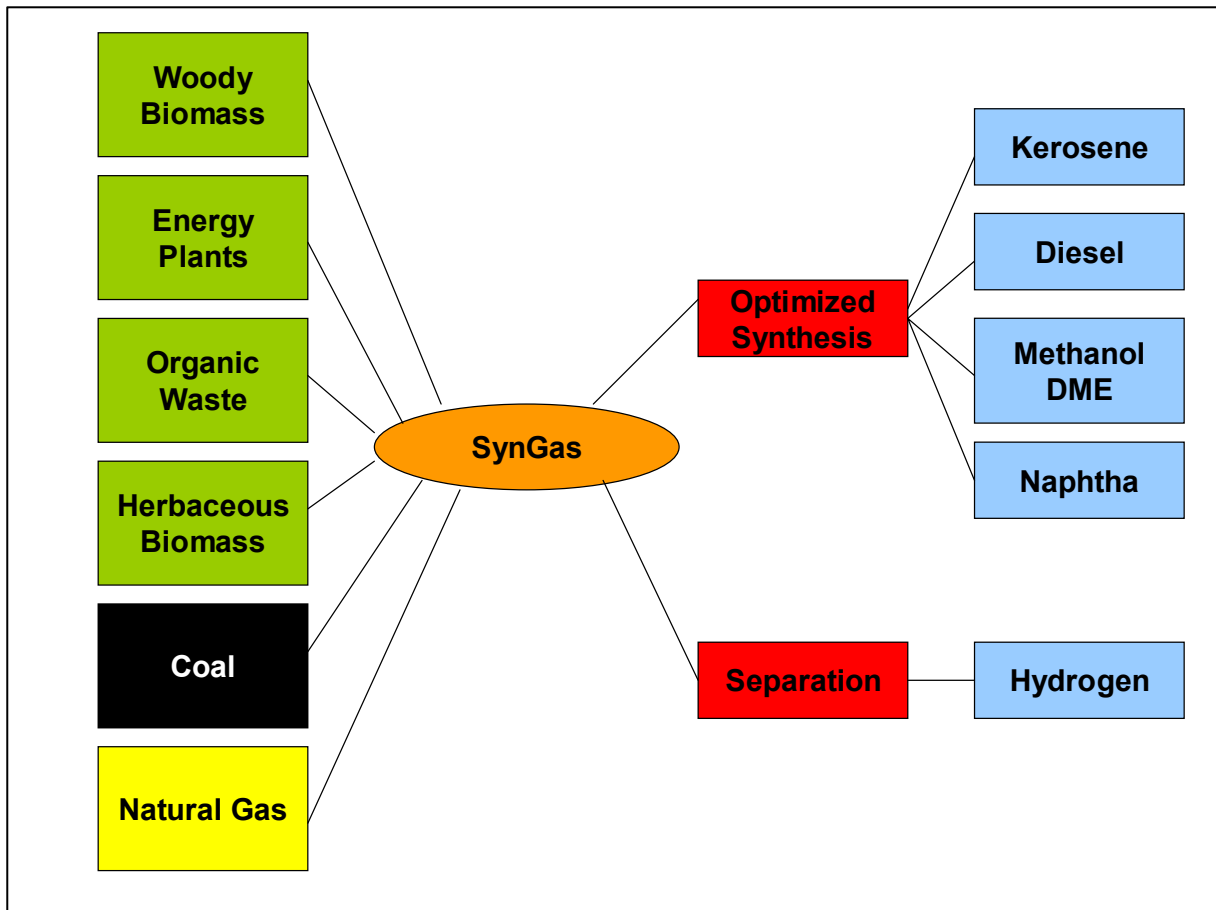 Woody
Biomass
Energy
Plants
Organic
Waste
Herbaceous
Biomass
Coal
Natural Gas
SynGas
Optimized
Synthesis
Separation
Kerosene
Diesel
Methanol
DME
Naphtha
Hydrogen